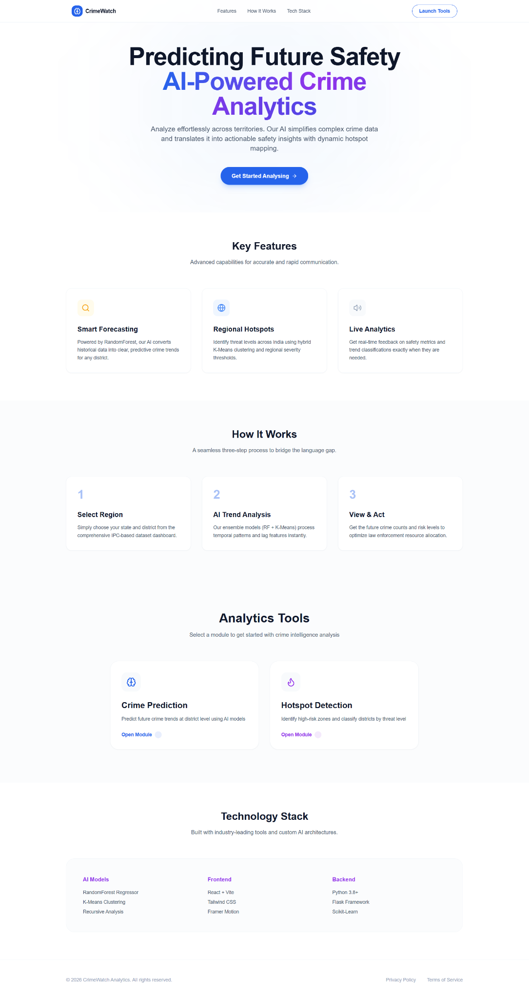 CrimeWatch
Features
How It Works
Tech Stack
Launch Tools
Predicting Future Safety
AI-Powered Crime
Analytics
Analyze effortlessly across territories. Our AI simplifies complex crime data
and translates it into actionable safety insights with dynamic hotspot
mapping.
Get Started Analysing →
Key Features
Advanced capabilities for accurate and rapid communication.
Smart Forecasting
Powered by RandomForest, our AI converts
historical data into clear, predictive crime trends
for any district.
Regional Hotspots
Identify threat levels across India using hybrid
K-Means clustering and regional severity
thresholds.
Live Analytics
Get real-time feedback on safety metrics and
trend classifications exactly when they are
needed.
How It Works
A seamless three-step process to bridge the language gap.
1
Select Region
Simply choose your state and district from the
comprehensive IPC-based dataset dashboard.
2
AI Trend Analysis
Our ensemble models (RF + K-Means) process
temporal patterns and lag features instantly.
3
View & Act
Get the future crime counts and risk levels to
optimize law enforcement resource allocation.
Analytics Tools
Select a module to get started with crime intelligence analysis
Crime Prediction
Predict future crime trends at district level using AI models
Open Module
Hotspot Detection
Identify high-risk zones and classify districts by threat level
Open Module
Technology Stack
Built with industry-leading tools and custom AI architectures.
AI Models
RandomForest Regressor
K-Means Clustering
Recursive Analysis
Frontend
React + Vite
Tailwind CSS
Framer Motion
Backend
Python 3.8+
Flask Framework
Scikit-Learn
© 2026 CrimeWatch Analytics. All rights reserved.
Privacy Policy
Terms of Service